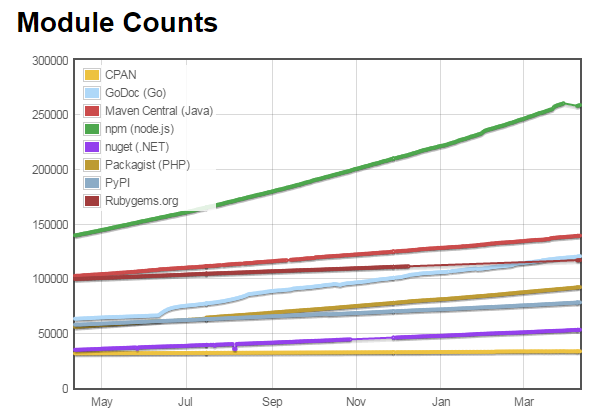 Module Counts
300000
250000
200000
150000
100000
50000
0
CPAN
GoDoc (Go)
Maven Central (Java)
npm (node.js)
nuget (.NET)
Packagist (PHP)
PyPI
Rubygems.org
May Jul Sep Nov Jan Mar